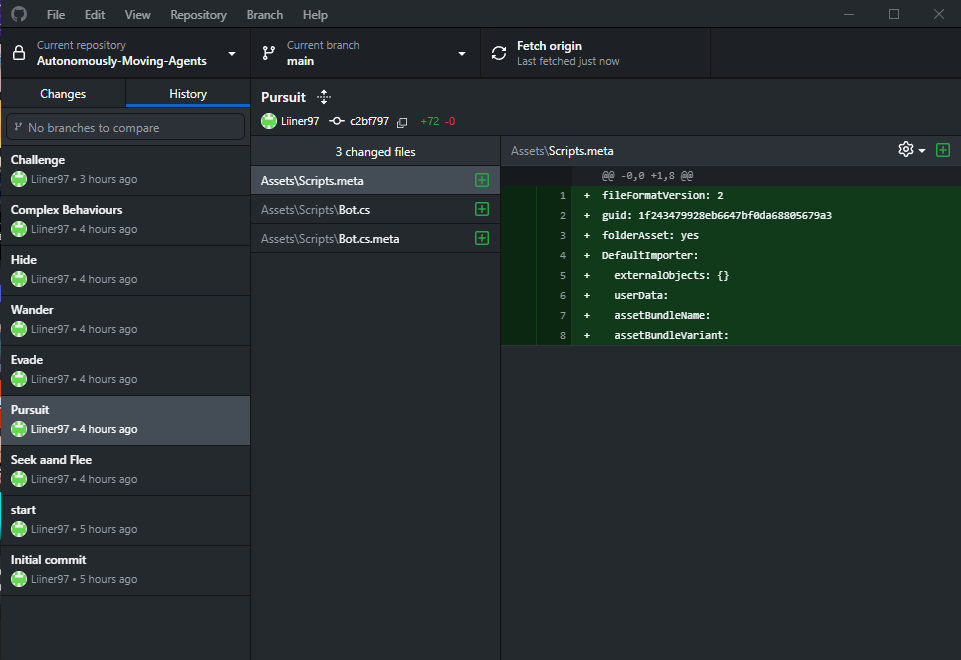 File Edit View Repository Branch Help
Current repository
Autonomously-Moving-Agents
Current branch
main
Fetch origin
Last fetched just now
Changes
History
No branches to compare
Challenge
Liiner97 • 3 hours ago
Complex Behaviours
Liiner97 • 4 hours ago
Hide
Liiner97 • 4 hours ago
Wander
Liiner97 • 4 hours ago
Evade
Liiner97 • 4 hours ago
Pursuit
Liiner97 • 4 hours ago
Seek aand Flee
Liiner97 • 4 hours ago
start
Liiner97 • 5 hours ago
Initial commit
Liiner97 • 5 hours ago
Pursuit
Liiner97 c2bf797 +72 -0
3 changed files
Assets\Scripts.meta
Assets\Scripts\Bot.cs
Assets\Scripts\Bot.cs.meta
Assets\Scripts.meta
@@ -0,0 +1,8 @@
1 + fileFormatVersion: 2
2 + guid: 1f243479928eb6647bf0da68805679a3
3 + folderAsset: yes
4 + DefaultImporter:
5 + externalObjects: {}
6 + userData:
7 + assetBundleName:
8 + assetBundleVariant: